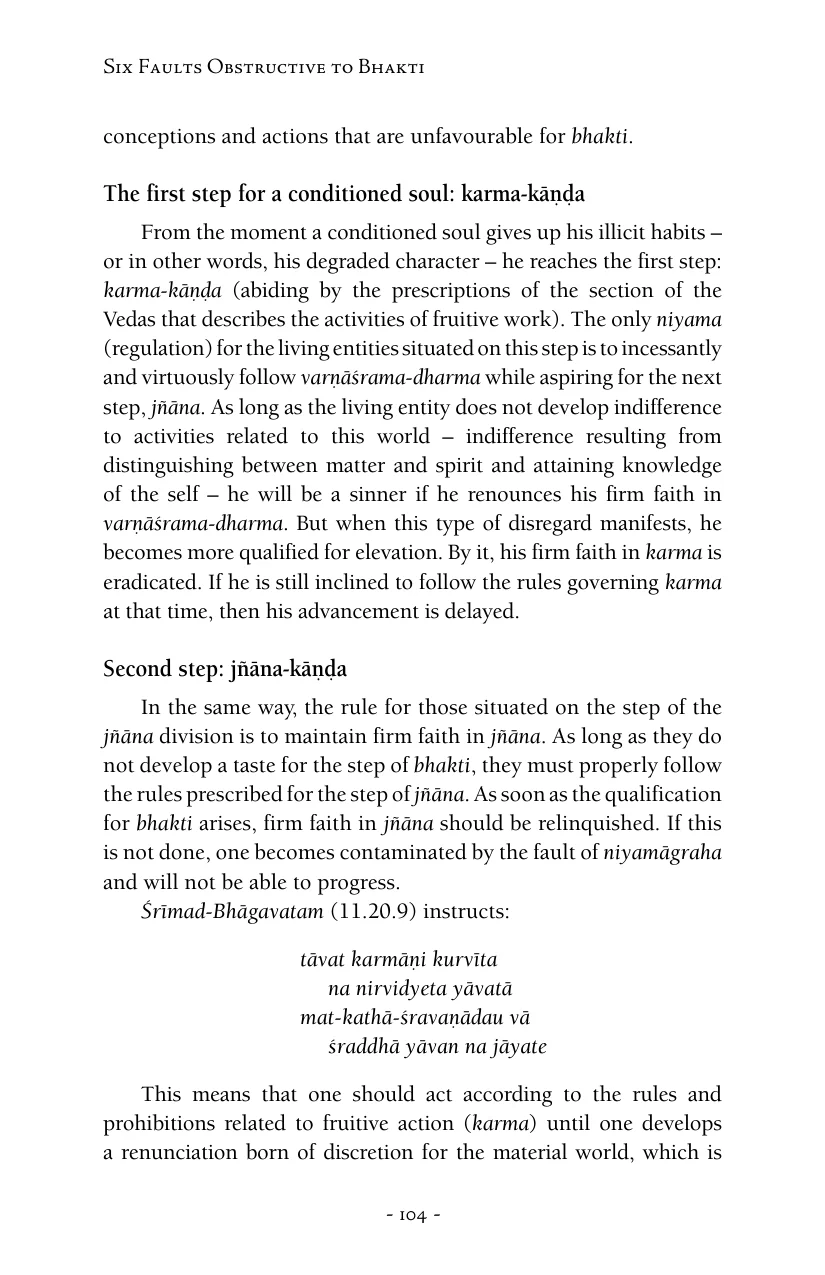 Six Faults Obstructive to Bhakti
conceptions and actions that are unfavourable for bhakti.
The first step for a conditioned soul: karma-kāṇḍa
From the moment a conditioned soul gives up his illicit habits –
or in other words, his degraded character – he reaches the first step:
karma-kāṇḍa (abiding by the prescriptions of the section of the
Vedas that describes the activities of fruitive work). The only niyama
(regulation) for the living entities situated on this step is to incessantly
and virtuously follow varṇāśrama-dharma while aspiring for the next
step, jñāna. As long as the living entity does not develop indifference
to activities related to this world – indifference resulting from
distinguishing between matter and spirit and attaining knowledge
of the self – he will be a sinner if he renounces his firm faith in
varṇāśrama-dharma. But when this type of disregard manifests, he
becomes more qualified for elevation. By it, his firm faith in karma is
eradicated. If he is still inclined to follow the rules governing karma
at that time, then his advancement is delayed.
Second step: jñāna-kāṇḍa
In the same way, the rule for those situated on the step of the
jñāna division is to maintain firm faith in jñāna. As long as they do
not develop a taste for the step of bhakti, they must properly follow
the rules prescribed for the step of jñāna. As soon as the qualification
for bhakti arises, firm faith in jñāna should be relinquished. If this
is not done, one becomes contaminated by the fault of niyamāgraha
and will not be able to progress.
Śrīmad-Bhāgavatam (11.20.9) instructs:
tāvat karmāṇi kurvīta
na nirvidyeta yāvatā
mat-kathā-śravaṇādau vā
śraddhā yāvan na jāyate
This means that one should act according to the rules and
prohibitions related to fruitive action (karma) until one develops
a renunciation born of discretion for the material world, which is
- 104 -